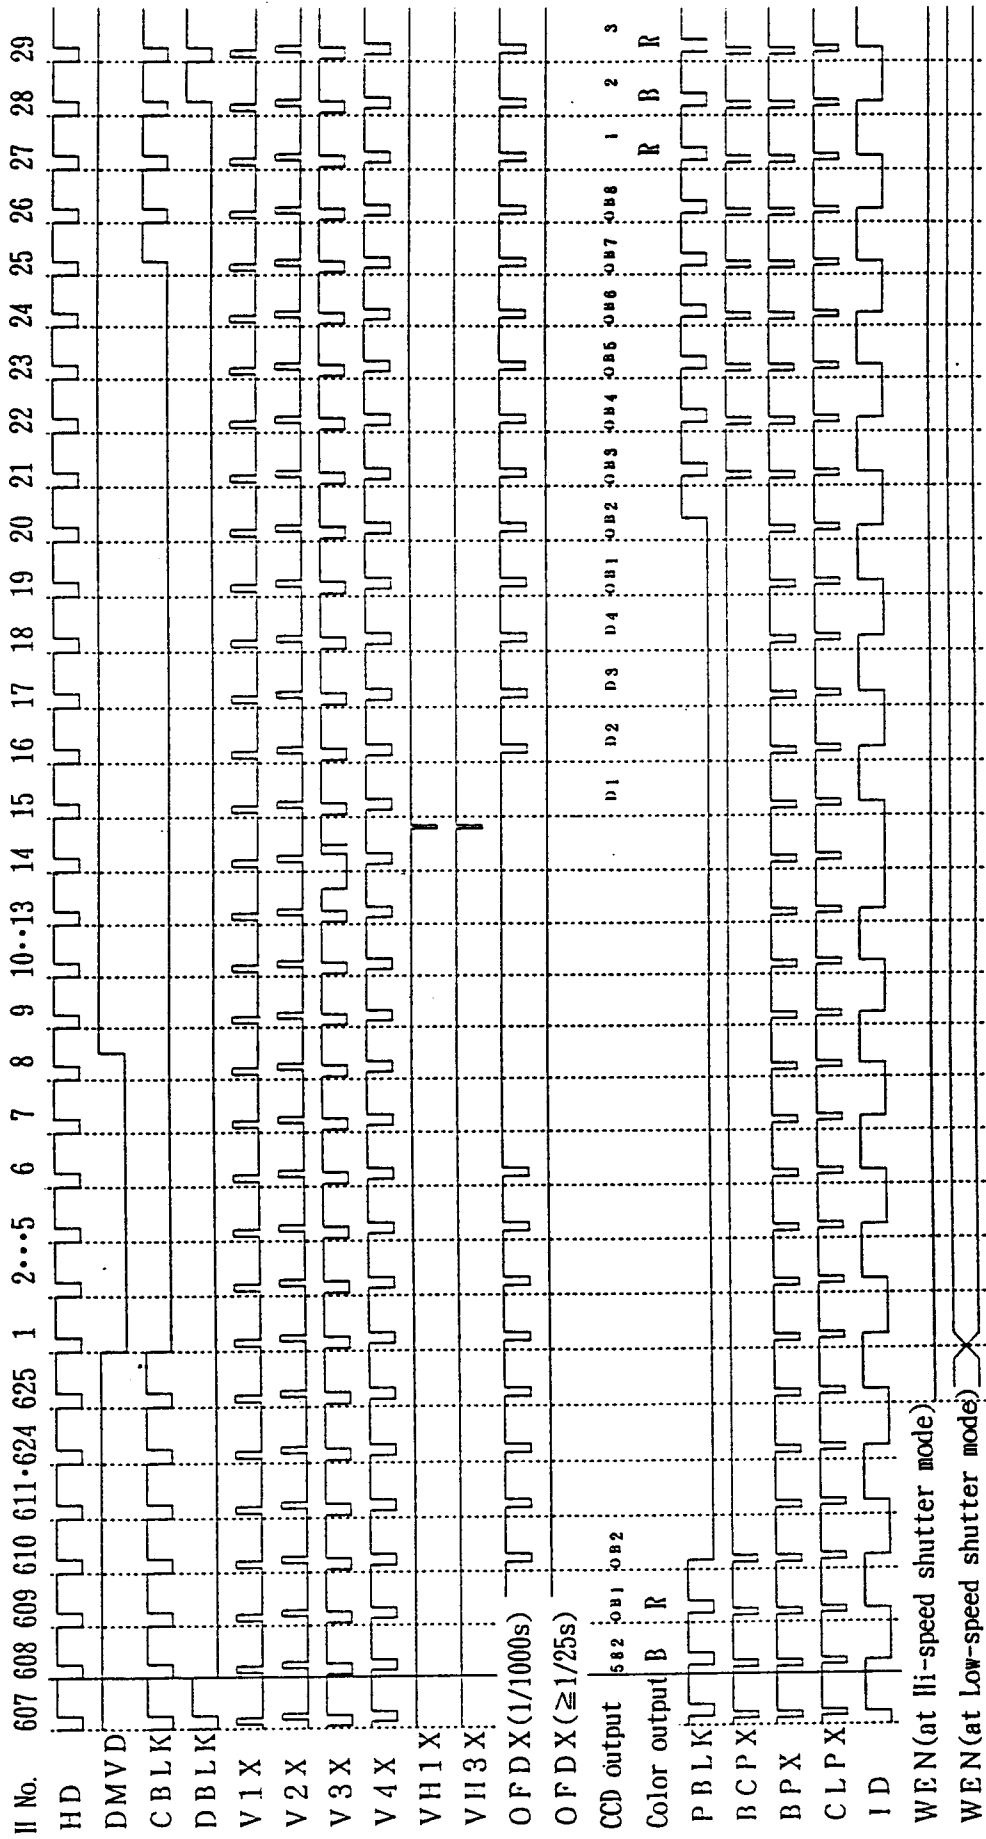 H No. 607 608 609 610 611·624 625 1 2···5 6 7 8 9 10··13 14 15 16 17 18 19 20 21 22 23 24 25 26 27 28 29
HD
DMVD
CBLK
DBLK
V1X
V2X
V3X
V4X
VH1X
VH3X
OFDX(1/1000s)
OFDX(≧1/25s)
CCD output 582 OB1 OB2 D1 D2 D3 D4 OB1 OB2 OB3 OB4 OB5 OB6 OB7 OB8 1 2 3
Color output B R R B R
PBLK
BCPX
BPX
CLPX
ID
WEN(at Hi-speed shutter mode)
WEN(at Low-speed shutter mode)